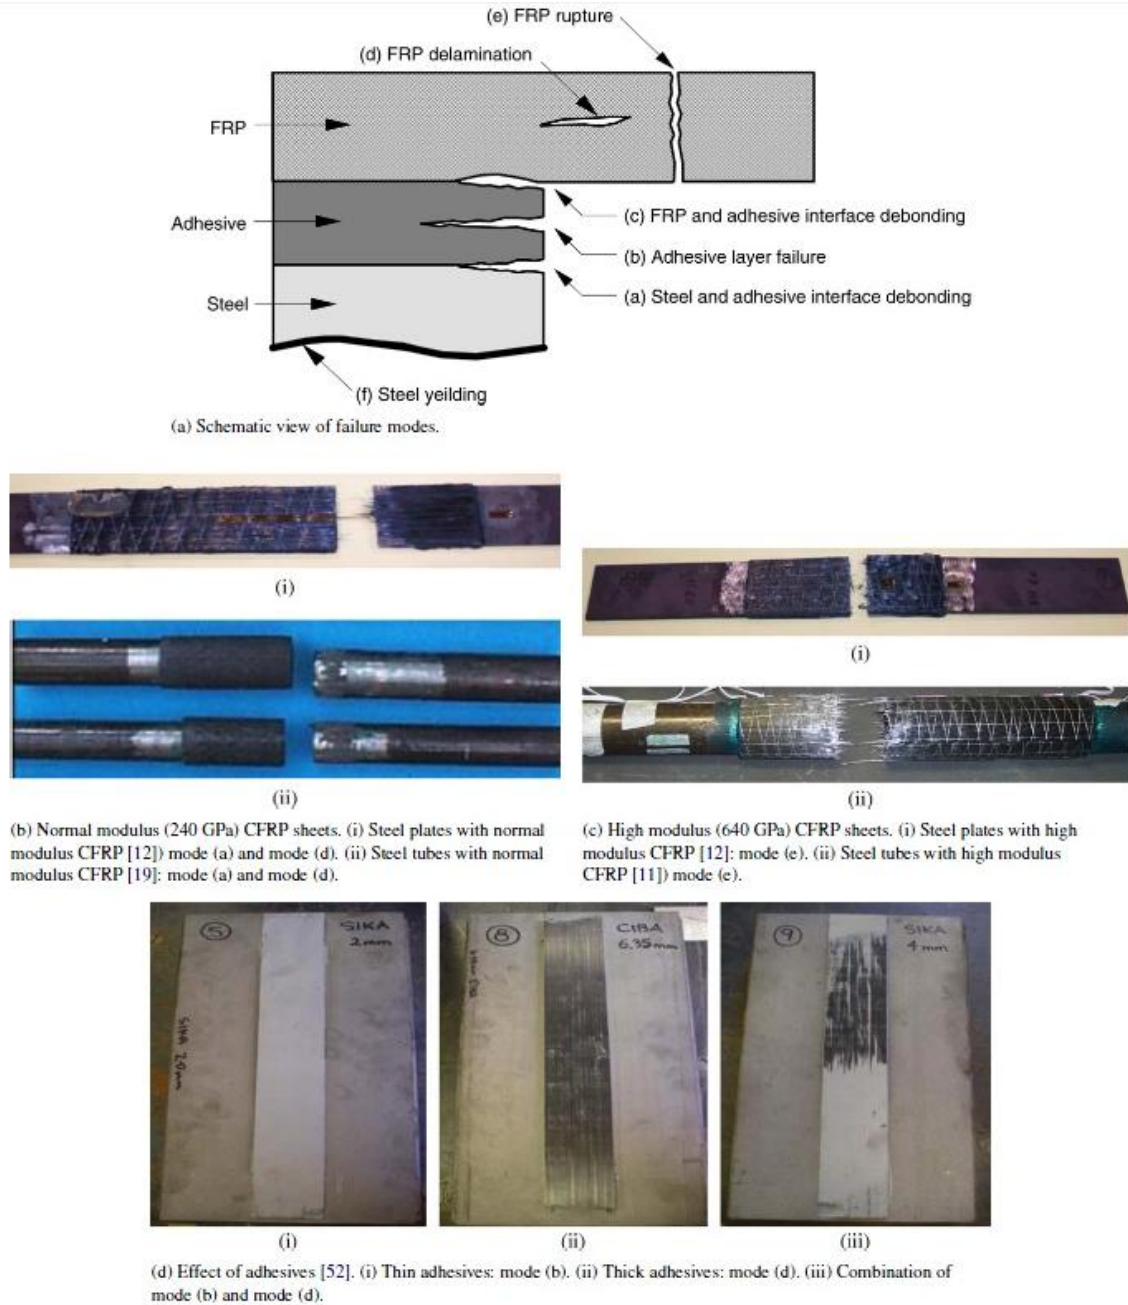 (e) FRP rupture
(d) FRP delamination
FRP
(c) FRP and adhesive interface debonding
Adhesive
(b) Adhesive layer failure
(a) Steel and adhesive interface debonding
Steel
(f) Steel yeilding
(a) Schematic view of failure modes.
(i)
(i)
(ii)
(ii)
(b) Normal modulus (240 GPa) CFRP sheets. (i) Steel plates with normal
modulus CFRP [12]) mode (a) and mode (d). (ii) Steel tubes with normal
modulus CFRP [19]: mode (a) and mode (d).
(c) High modulus (640 GPa) CFRP sheets. (i) Steel plates with high
modulus CFRP [12]: mode (e). (ii) Steel tubes with high modulus
CFRP [11]) mode (e).
5
SIKA
2mm
SIKA 2.0mm
8
CIBA
6.35mm
9
SIKA
4mm
(i)
(ii)
(iii)
(d) Effect of adhesives [52]. (i) Thin adhesives: mode (b). (ii) Thick adhesives: mode (d). (iii) Combination of
mode (b) and mode (d).